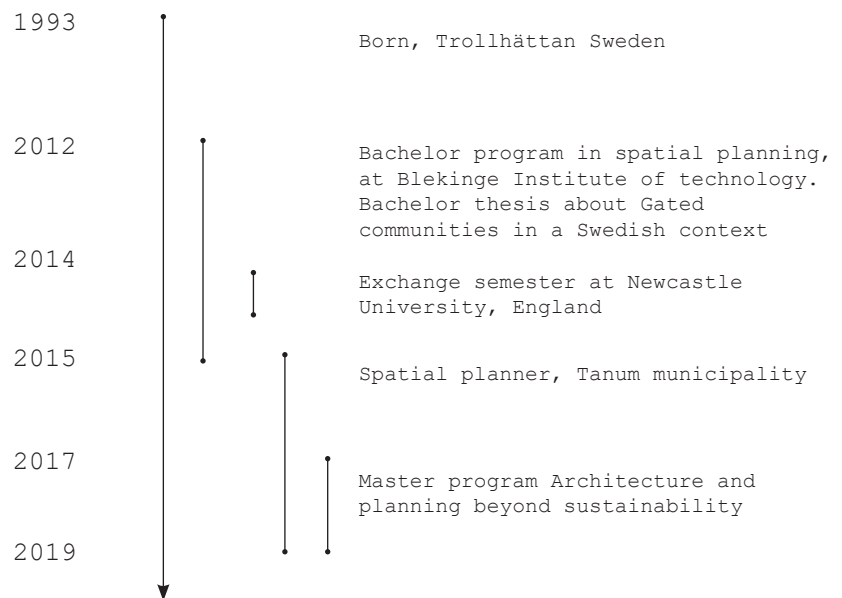 1993
Born, Trollhättan Sweden
2012
Bachelor program in spatial planning,
at Blekinge Institute of technology.
Bachelor thesis about Gated
communities in a Swedish context
2014
Exchange semester at Newcastle
University, England
2015
Spatial planner, Tanum municipality
2017
Master program Architecture and
planning beyond sustainability
2019